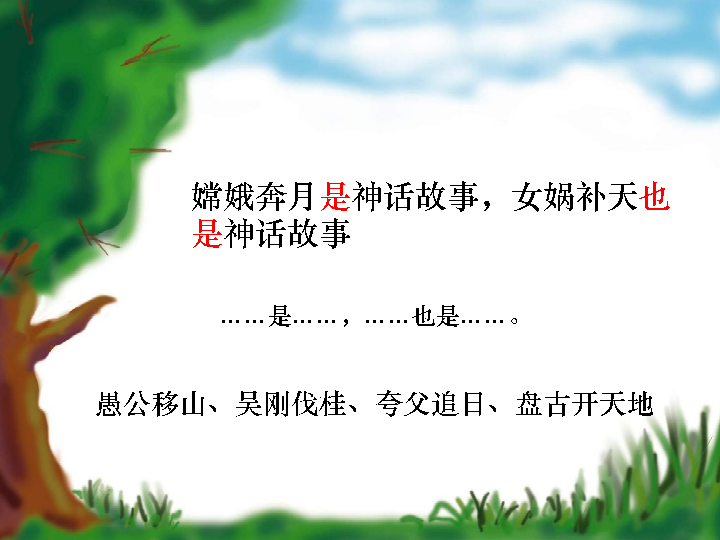 嫦娥奔月是神话故事，女娲补天也
是神话故事
……是……，……也是……。
愚公移山、吴刚伐桂、夸父追日、盘古开天地